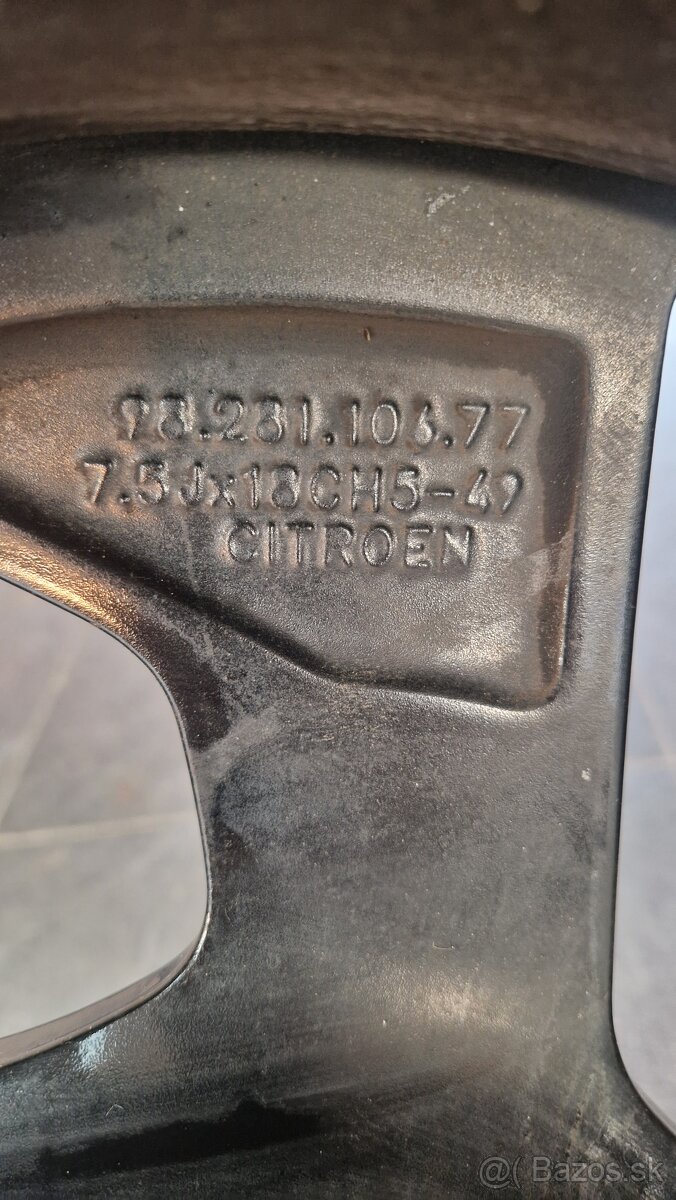 98.281.106.77
7.5Jx18CH5-49
CITROEN
@( Bazos.sk